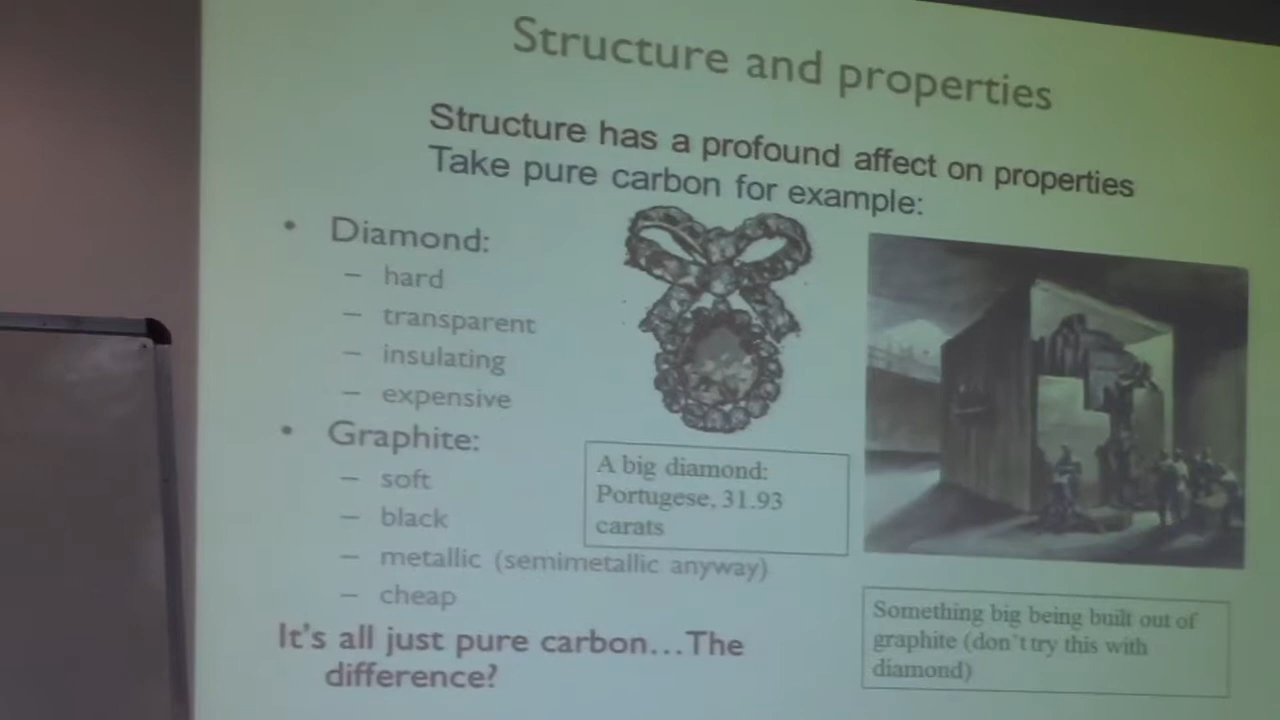 Structure and properties
Structure has a profound affect on properties
Take pure carbon for example:
• Diamond:
– hard
– transparent
– insulating
– expensive
• Graphite:
– soft
– black
– metallic (semimetallic anyway)
– cheap
It's all just pure carbon...The
difference?
A big diamond:
Portugese, 31.93
carats
Something big being built out of
graphite (don't try this with
diamond)